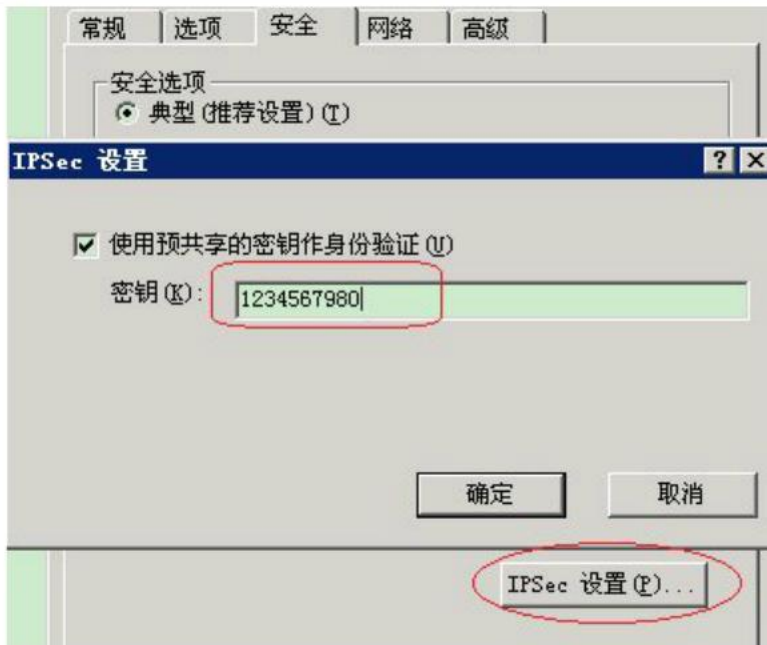 常规 选项 安全 网络 高级
安全选项
典型(推荐设置)(T)
IPSec 设置
使用预共享的密钥作身份验证(U)
密钥(K): 1234567980
确定 取消
IPSec 设置(P)...